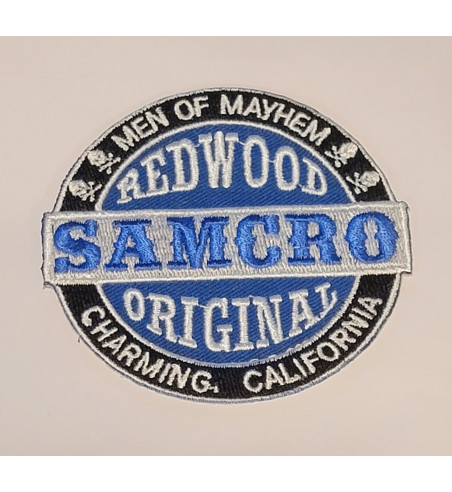 MEN OF MAYHEM
REDWOOD
SAMCRO
ORIGINAL
CHARMING, CALIFORNIA